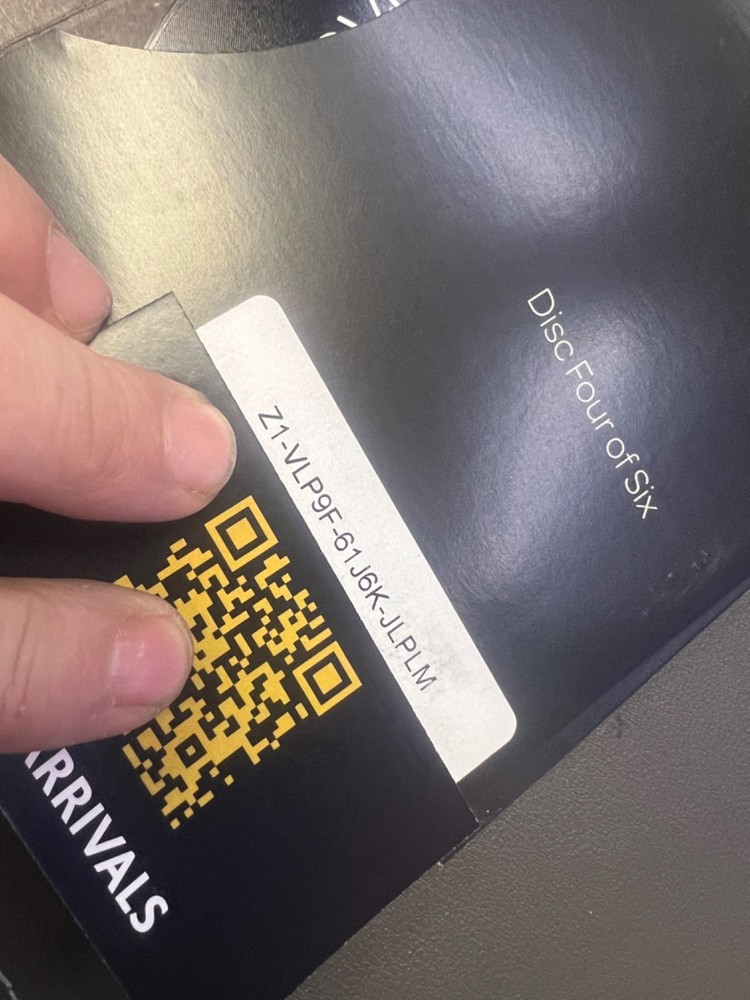 Disc Four of Six
Z1-VLP9F-61J6K-JLPLM
ARRIVALS